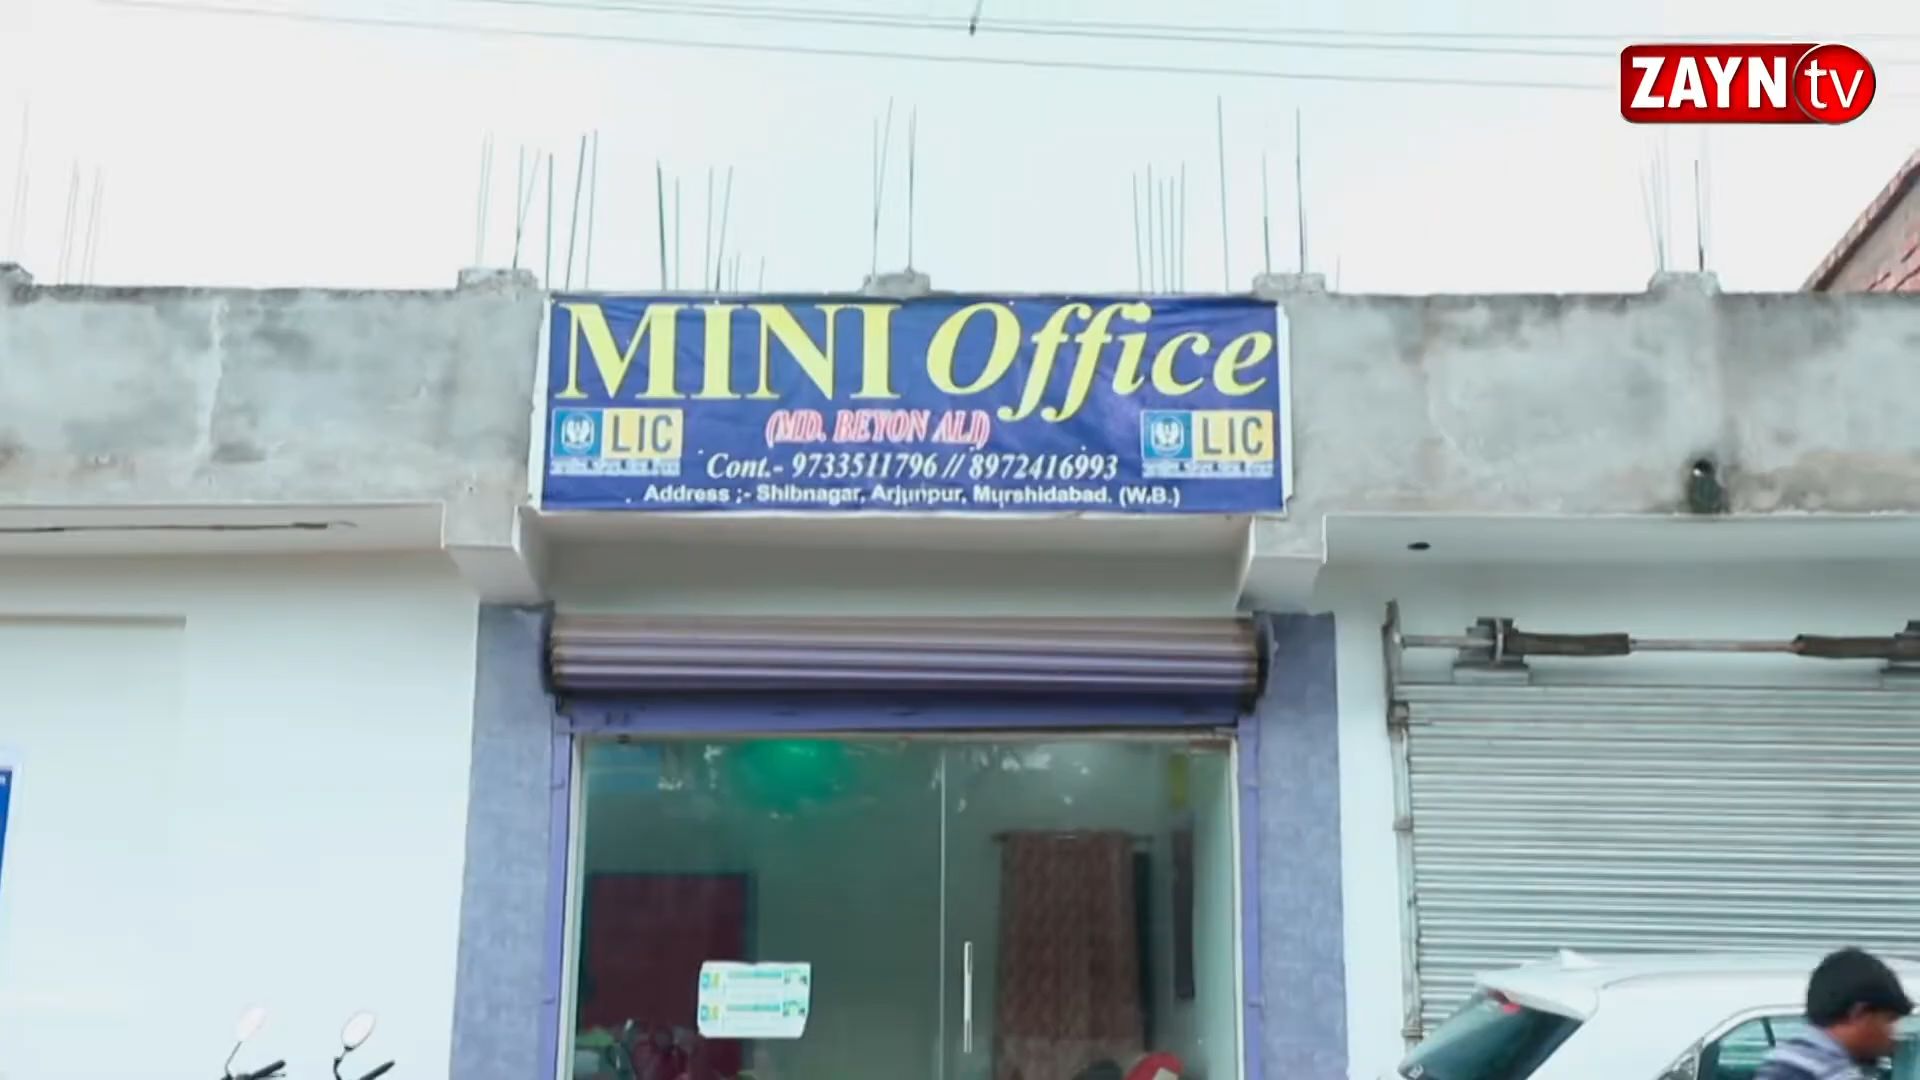 ZAYN tv
MINI Office
LIC
(MD. BEYON ALI)
LIC
Cont.- 9733511796 // 8972416993
Address :- Shibnagar, Arjunpur, Murshidabad. (W.B.)